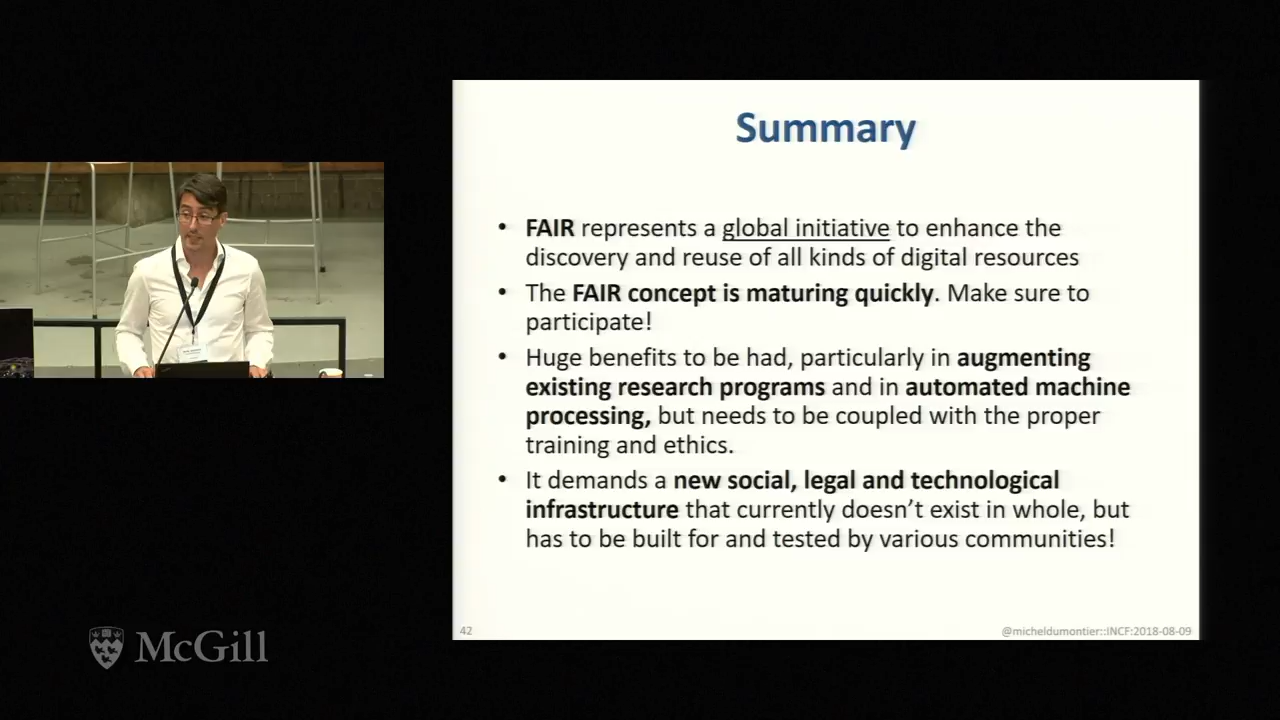 Summary
• FAIR represents a global initiative to enhance the
discovery and reuse of all kinds of digital resources
• The FAIR concept is maturing quickly. Make sure to
participate!
• Huge benefits to be had, particularly in augmenting
existing research programs and in automated machine
processing, but needs to be coupled with the proper
training and ethics.
• It demands a new social, legal and technological
infrastructure that currently doesn't exist in whole, but
has to be built for and tested by various communities!
42
@micheldumontier::INCF:2018-08-09
McGill